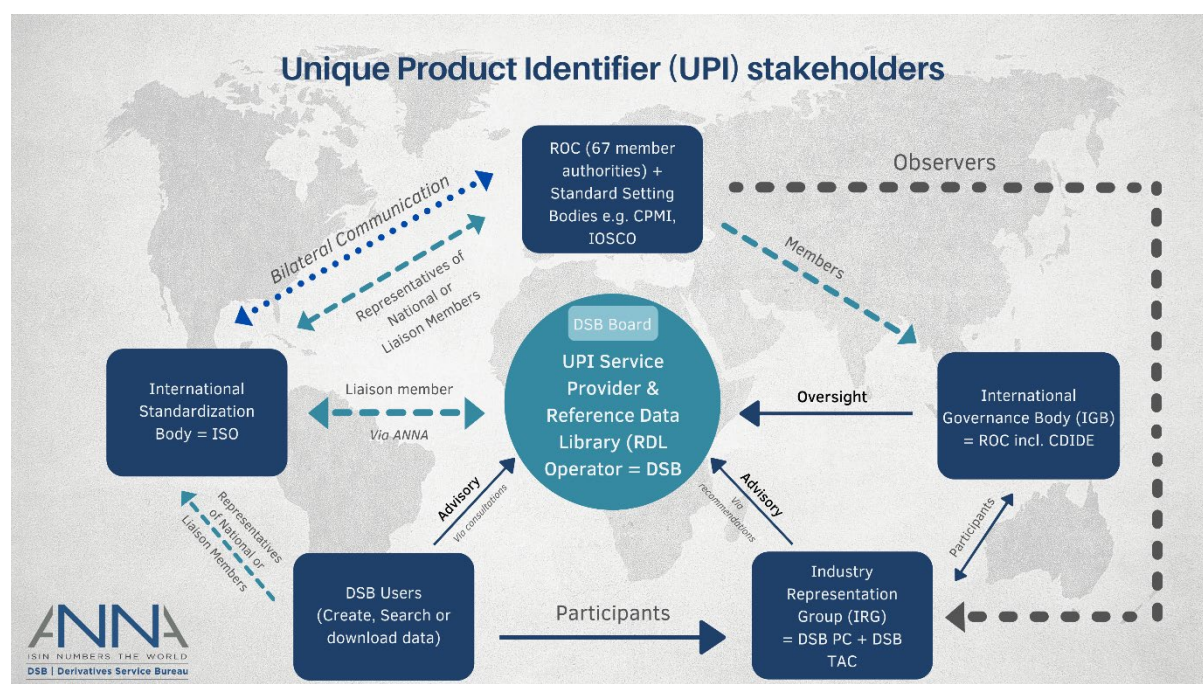 Unique Product Identifier (UPI) stakeholders
ROC (67 member
authorities) +
Standard Setting
Bodies e.g. CPMI,
IOSCO
Observers
Bilateral Communication
Representatives of
National or
Liaison Members
Members
DSB Board
UPI Service
Provider &
Reference Data
Library (RDL
Operator = DSB
International
Standardization
Body = ISO
Liaison member
Via ANNA
Oversight
International
Governance Body (IGB)
= ROC incl. CDIDE
Representatives
of National or
Liaison Members
Advisory
Via consultations
Advisory
Via
recommendations
Participants
DSB Users
(Create, Search or
download data)
Participants
Industry
Representation
Group (IRG)
= DSB PC + DSB
TAC
ANNA
ISIN NUMBERS THE WORLD
DSB | Derivatives Service Bureau